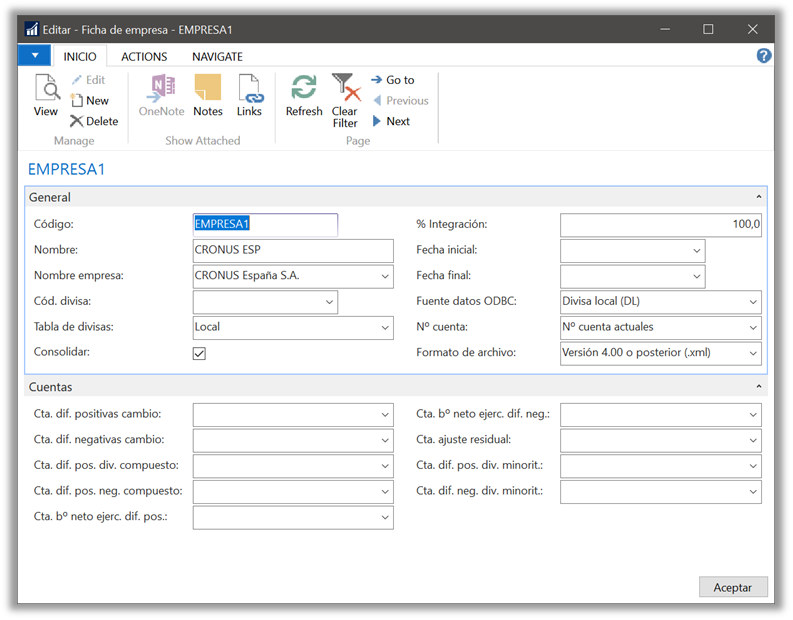 Editar - Ficha de empresa - EMPRESA1
INICIO ACTIONS NAVIGATE
View
Edit
New
Delete
Manage
OneNote
Notes
Links
Show Attached
Refresh
Clear
Filter
Go to
Previous
Next
Page
EMPRESA1
General
Código: EMPRESA1
Nombre: CRONUS ESP
Nombre empresa: CRONUS España S.A.
Cód. divisa:
Tabla de divisas: Local
Consolidar:
% Integración: 100,0
Fecha inicial:
Fecha final:
Fuente datos ODBC: Divisa local (DL)
Nº cuenta: Nº cuenta actuales
Formato de archivo: Versión 4.00 o posterior (.xml)
Cuentas
Cta. dif. positivas cambio:
Cta. dif. negativas cambio:
Cta. dif. pos. div. compuesto:
Cta. dif. pos. neg. compuesto:
Cta. bº neto ejerc. dif. pos.:
Cta. bº neto ejerc. dif. neg.:
Cta. ajuste residual:
Cta. dif. pos. div. minorit.:
Cta. dif. neg. div. minorit.:
Aceptar